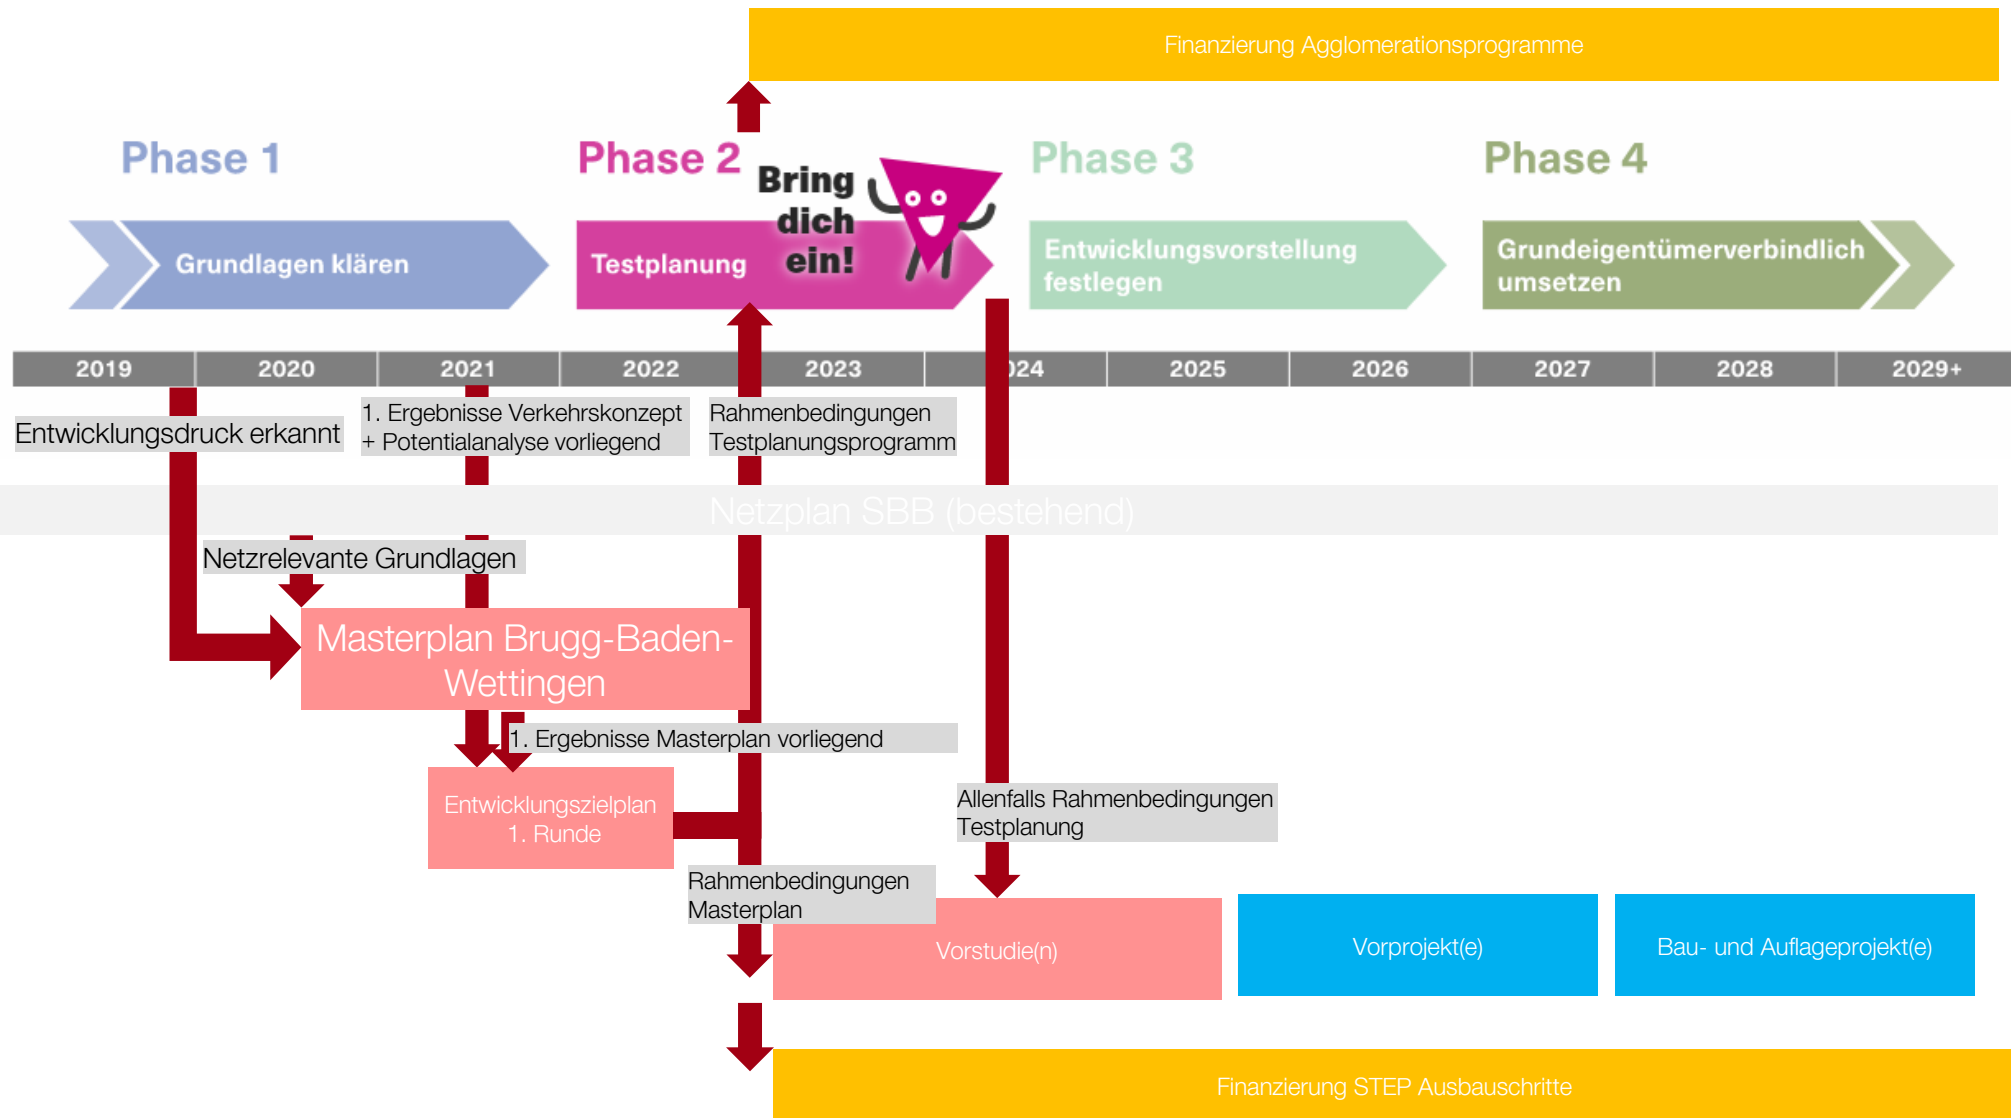 Finanzierung Agglomerationsprogramme
Phase 1
Phase 2
Phase 3
Phase 4
Bring
dich
ein!
Grundlagen klären
Testplanung
Entwicklungsvorstellung
festlegen
Grundeigentümerverbindlich
umsetzen
2019
2020
2021
2022
2023
024
2025
2026
2027
2028
2029+
Entwicklungsdruck erkannt
1. Ergebnisse Verkehrskonzept
+ Potentialanalyse vorliegend
Rahmenbedingungen
Testplanungsprogramm
Netzplan SBB (bestehend)
Netzrelevante Grundlagen
Masterplan Brugg-Baden-
Wettingen
1. Ergebnisse Masterplan vorliegend
Entwicklungszielplan
1. Runde
Allenfalls Rahmenbedingungen
Testplanung
Rahmenbedingungen
Masterplan
Vorstudie(n)
Vorprojekt(e)
Bau- und Auflageprojekt(e)
Finanzierung STEP Ausbauschritte